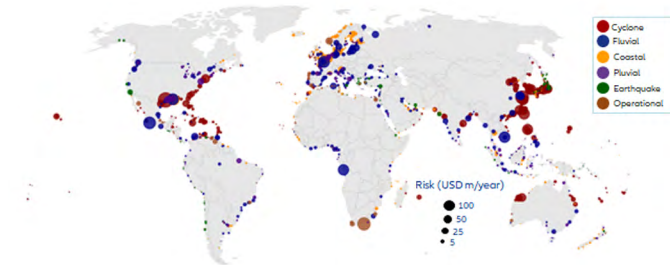 Cyclone
Fluvial
Coastal
Pluvial
Earthquake
Operational
Risk (USD m/year)
100
50
25
5